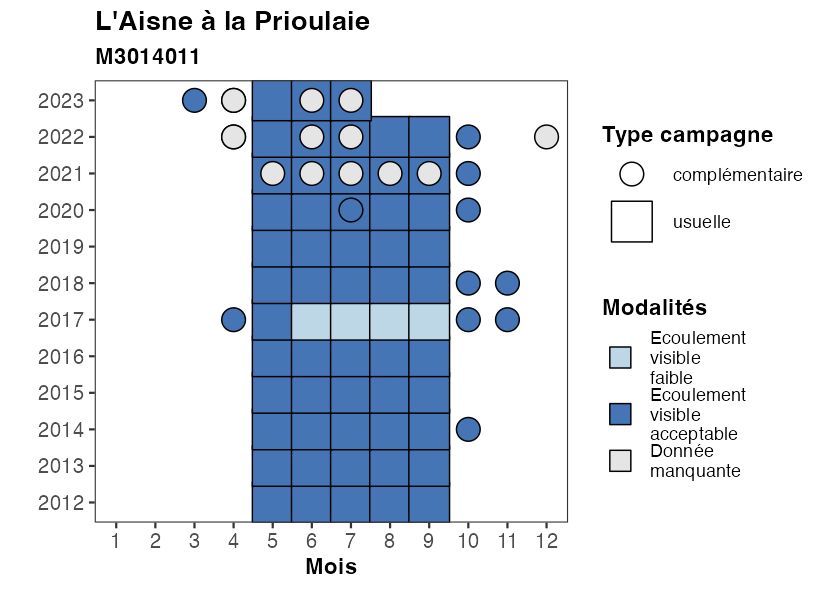 L'Aisne à la Prioulaie
M3014011
2023
2022
2021
2020
2019
2018
2017
2016
2015
2014
2013
2012
1 2 3 4 5 6 7 8 9 10 11 12
Mois
Type campagne
complémentaire
usuelle
Modalités
Ecoulement
visible
faible
Ecoulement
visible
acceptable
Donnée
manquante